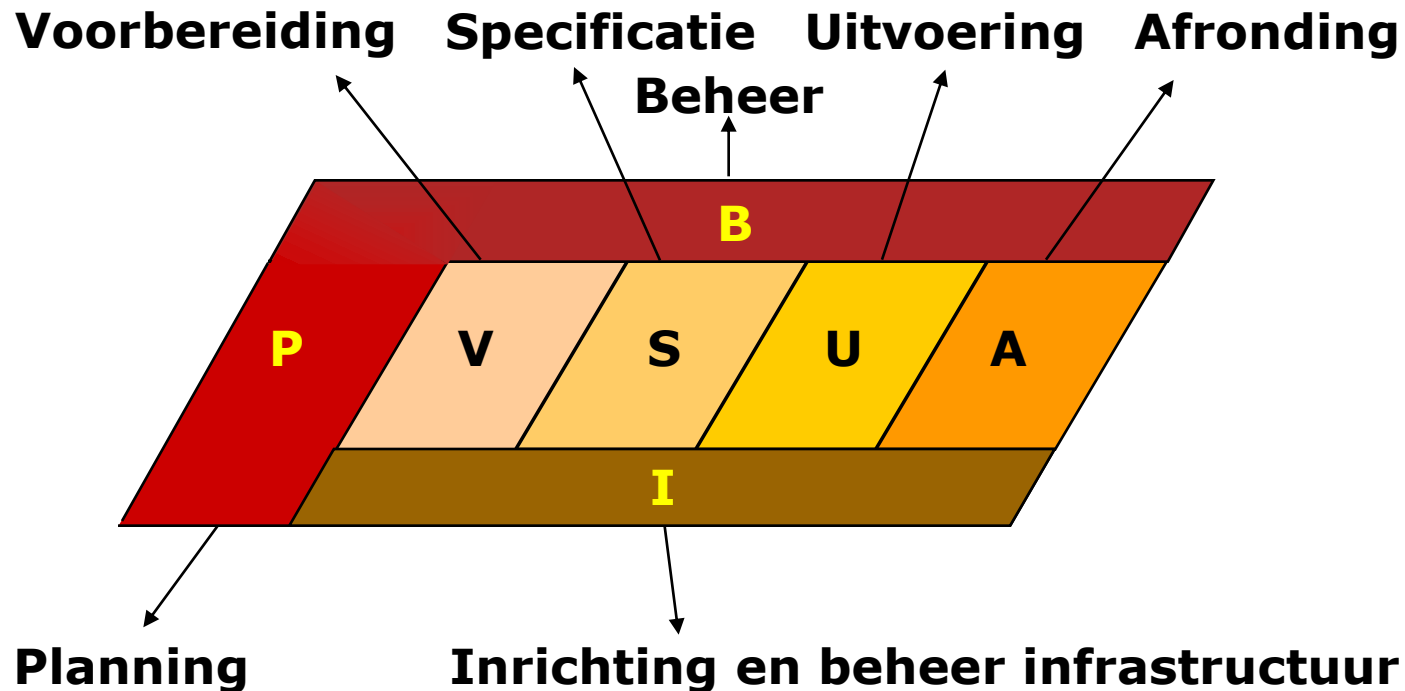 Voorbereiding Specificatie Uitvoering Afronding
Beheer
B
P V S U A
I
Planning Inrichting en beheer infrastructuur